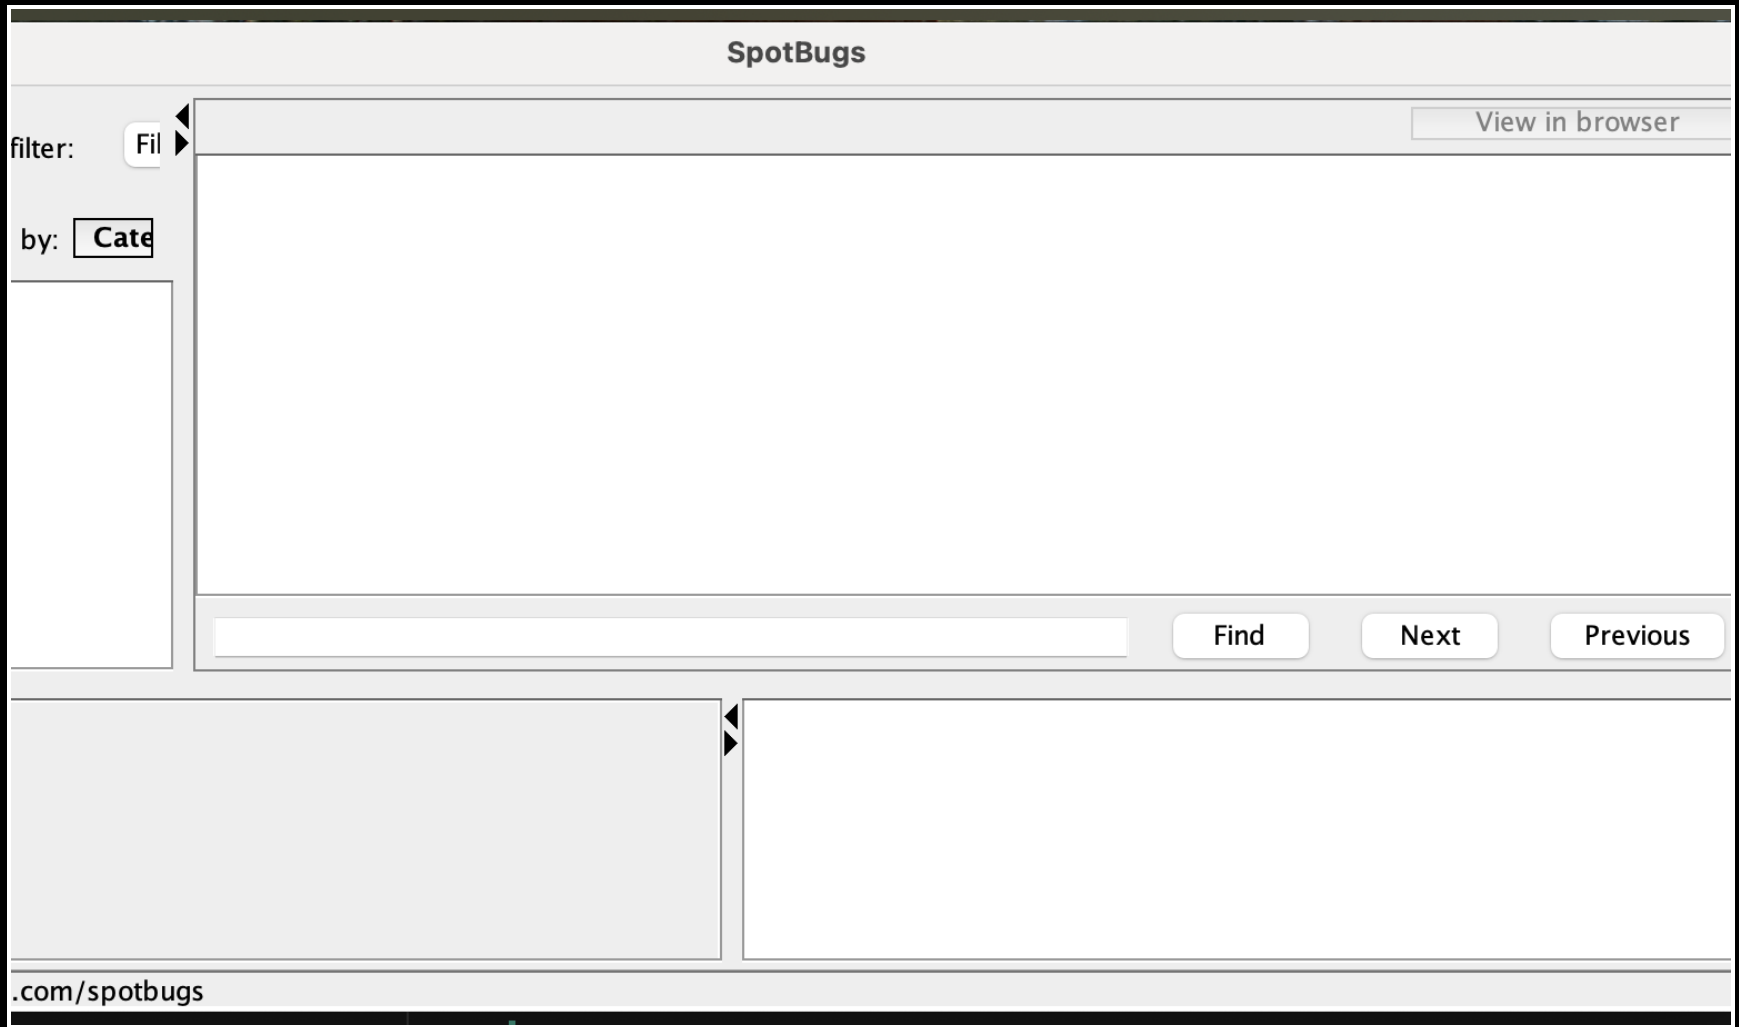 SpotBugs
View in browser
filter: Fil
by: Cate
Find Next Previous
.com/spotbugs